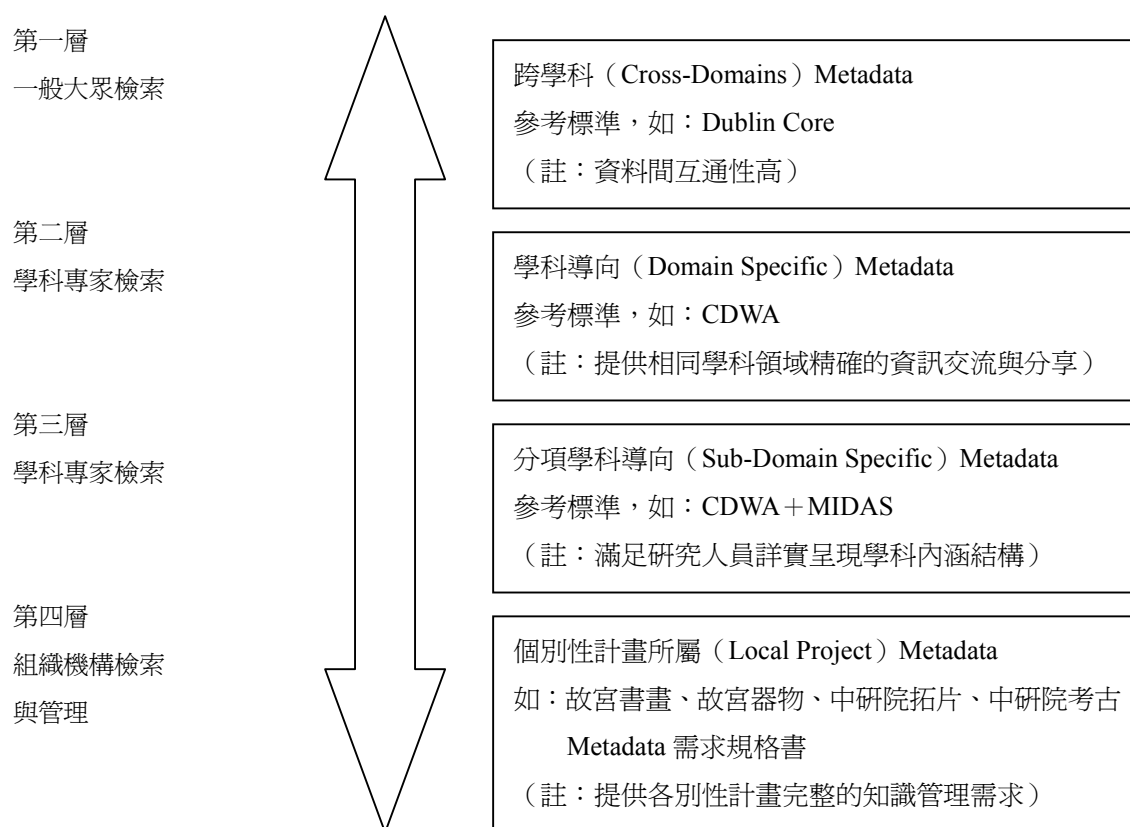 第一層
一般大眾檢索
跨學科（Cross-Domains）Metadata
參考標準，如：Dublin Core
（註：資料間互通性高）
第二層
學科專家檢索
學科導向（Domain Specific）Metadata
參考標準，如：CDWA
（註：提供相同學科領域精確的資訊交流與分享）
第三層
學科專家檢索
分項學科導向（Sub-Domain Specific）Metadata
參考標準，如：CDWA＋MIDAS
（註：滿足研究人員詳實呈現學科內涵結構）
第四層
組織機構檢索
與管理
個別性計畫所屬（Local Project）Metadata
如：故宮書畫、故宮器物、中研院拓片、中研院考古
Metadata 需求規格書
（註：提供各別性計畫完整的知識管理需求）